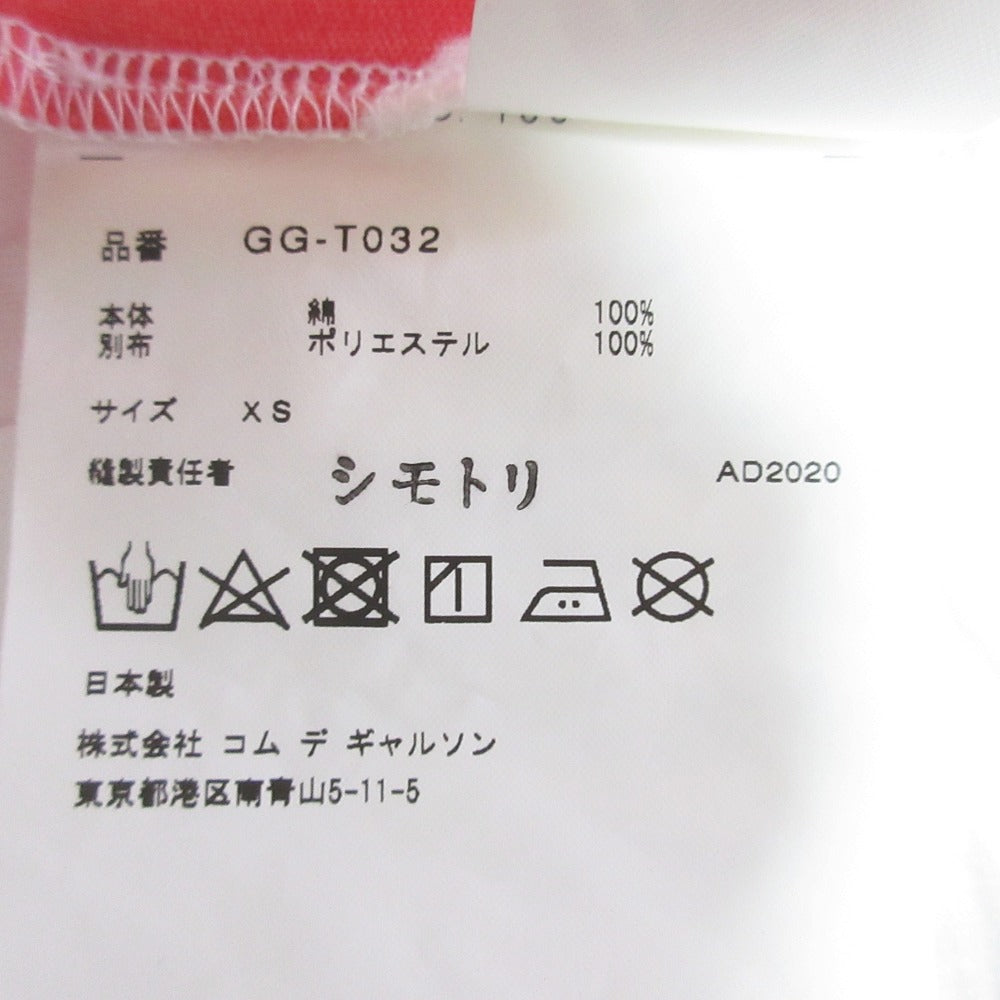 品番 GG-T032
本体 綿 100%
別布 ポリエステル 100%
サイズ XS
縫製責任者 シモトリ AD2020
日本製
株式会社 コム デ ギャルソン
東京都港区南青山5-11-5